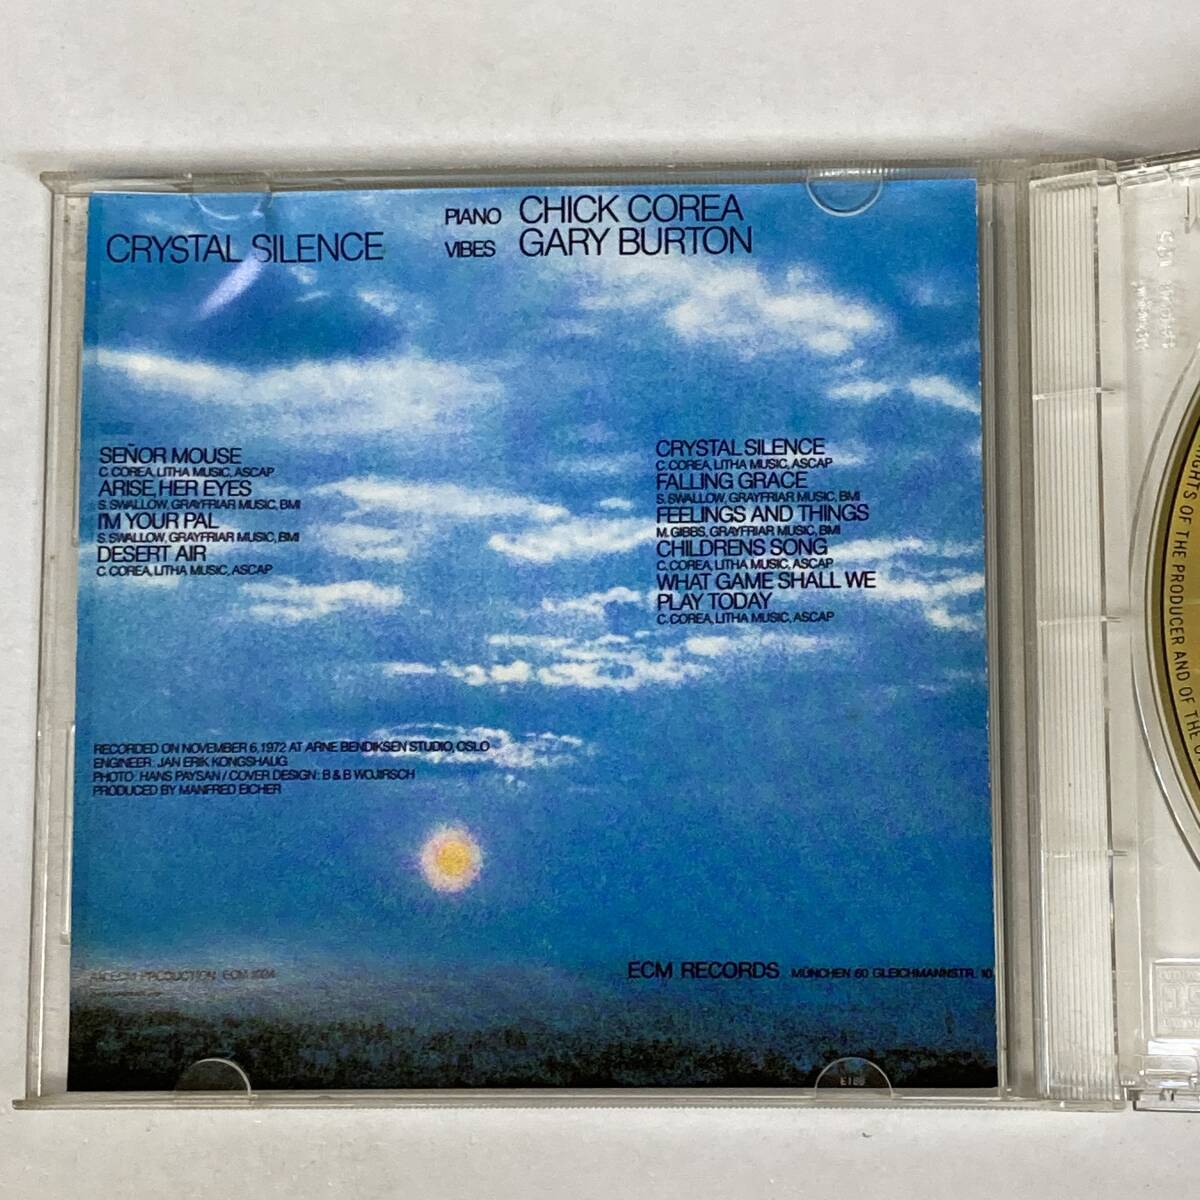 CRYSTAL SILENCE
PIANO CHICK COREA
VIBES GARY BURTON
SEÑOR MOUSE
C. COREA, LITHA MUSIC, ASCAP
ARISE, HER EYES
S. SWALLOW, GRAYFRIAR MUSIC, BMI
I'M YOUR PAL
S. SWALLOW, GRAYFRIAR MUSIC, BMI
DESERT AIR
C. COREA, LITHA MUSIC, ASCAP
CRYSTAL SILENCE
C. COREA, LITHA MUSIC, ASCAP
FALLING GRACE
S. SWALLOW, GRAYFRIAR MUSIC, BMI
FEELINGS AND THINGS
M. GIBBS, GRAYFRIAR MUSIC, BMI
CHILDRENS SONG
C. COREA, LITHA MUSIC, ASCAP
WHAT GAME SHALL WE
PLAY TODAY
C. COREA, LITHA MUSIC, ASCAP
RECORDED ON NOVEMBER 6, 1972 AT ARNE BENDIKSEN STUDIO, OSLO
ENGINEER: JAN ERIK KONGSHAUG
PHOTO: HANS PAYSAN / COVER DESIGN: B & B WOJIRSCH
PRODUCED BY MANFRED EICHER
AN ECM PRODUCTION ECM 1024
ECM RECORDS MÜNCHEN 60 GLEICHMANNSTR. 10
RIGHTS OF THE PRODUCER AND OF THE